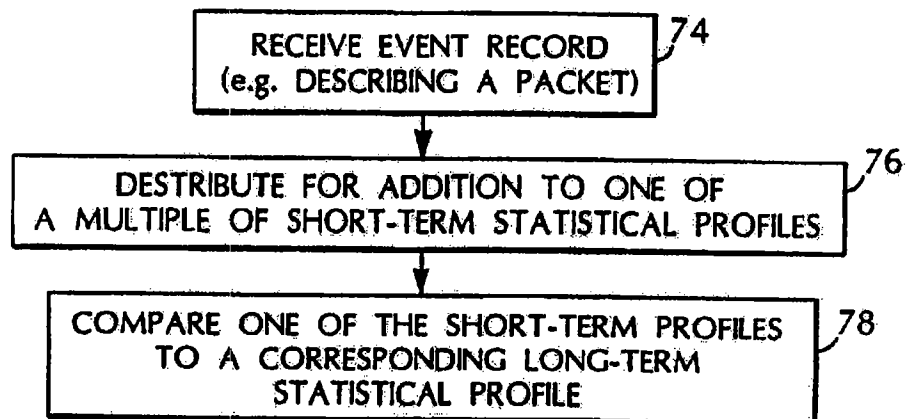 RECEIVE EVENT RECORD
(e.g. DESCRIBING A PACKET)
74
DESTRIBUTE FOR ADDITION TO ONE OF
A MULTIPLE OF SHORT-TERM STATISTICAL PROFILES
76
COMPARE ONE OF THE SHORT-TERM PROFILES
TO A CORRESPONDING LONG-TERM
STATISTICAL PROFILE
78